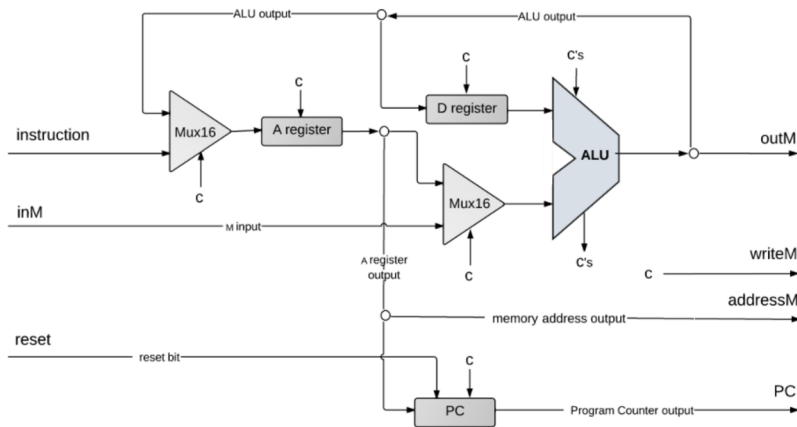 ALU output
ALU output
c
c's
c
D register
instruction
Mux16
A register
ALU
outM
c
Mux16
inM
M input
A register
output
c
c's
writeM
c
addressM
memory address output
reset
reset bit
c
PC
PC
Program Counter output